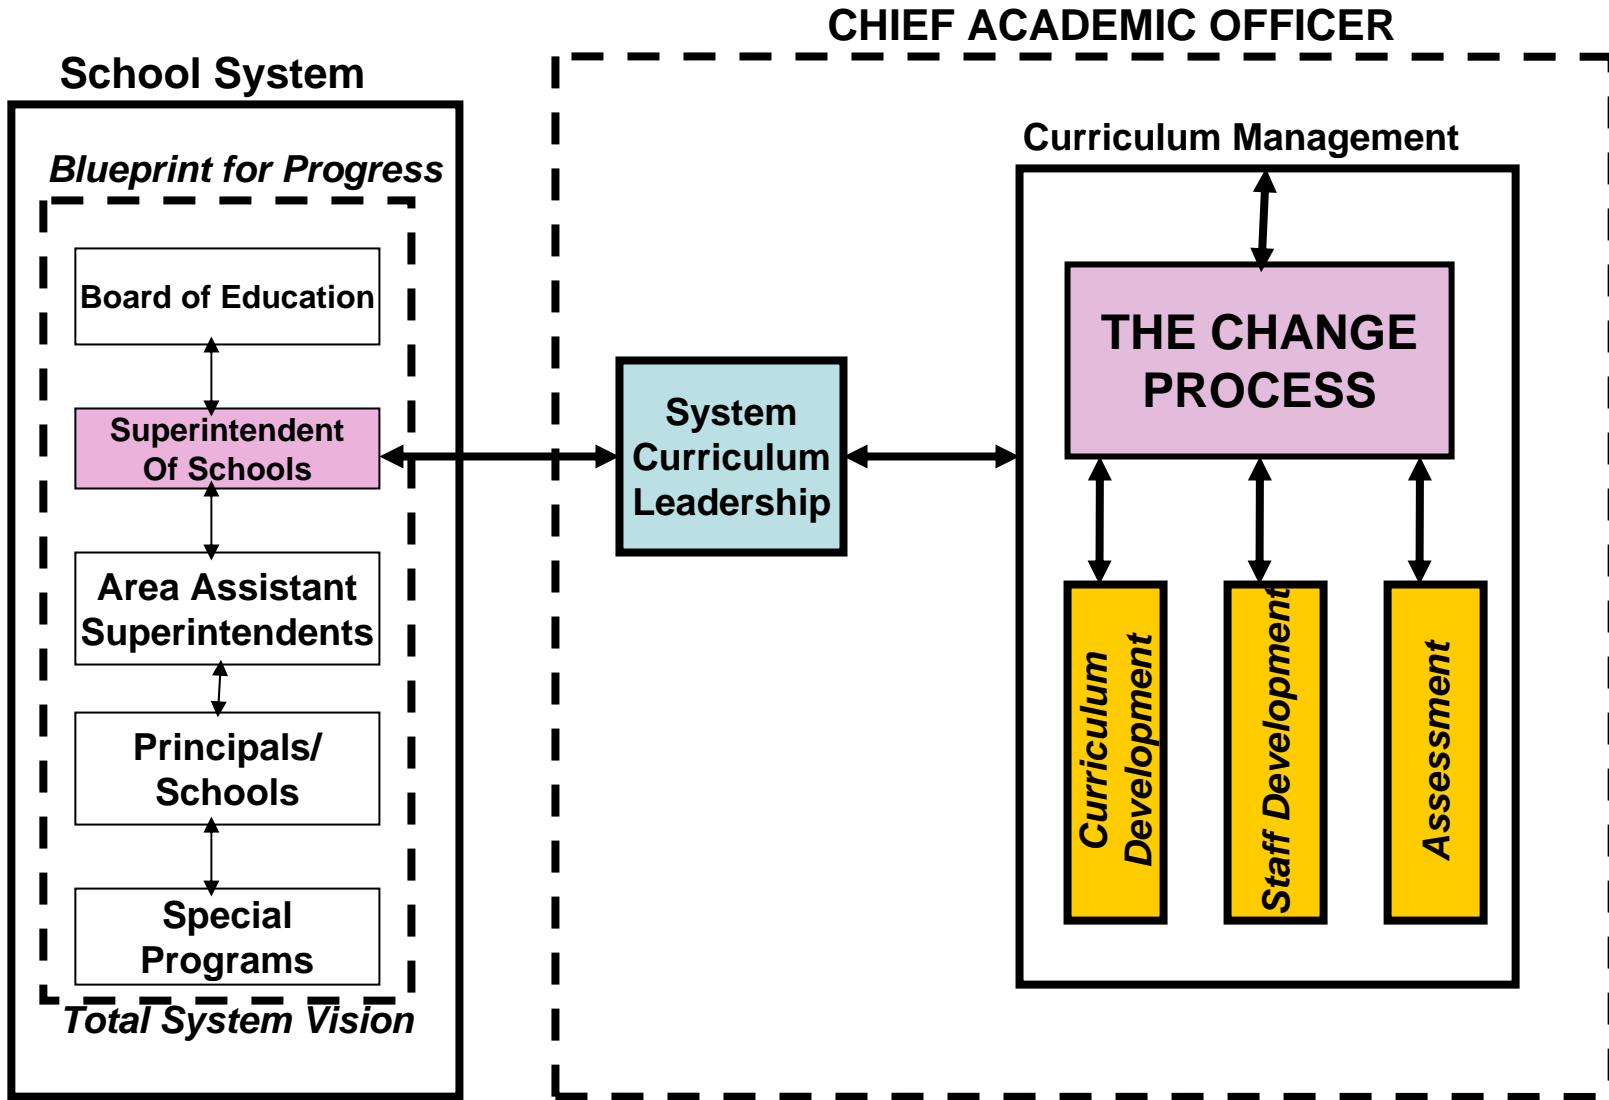 CHIEF ACADEMIC OFFICER
School System
Blueprint for Progress
Board of Education
Superintendent
Of Schools
Area Assistant
Superintendents
Principals/
Schools
Special
Programs
Total System Vision
System
Curriculum
Leadership
Curriculum Management
THE CHANGE
PROCESS
Curriculum
Development
Staff Development
Assessment